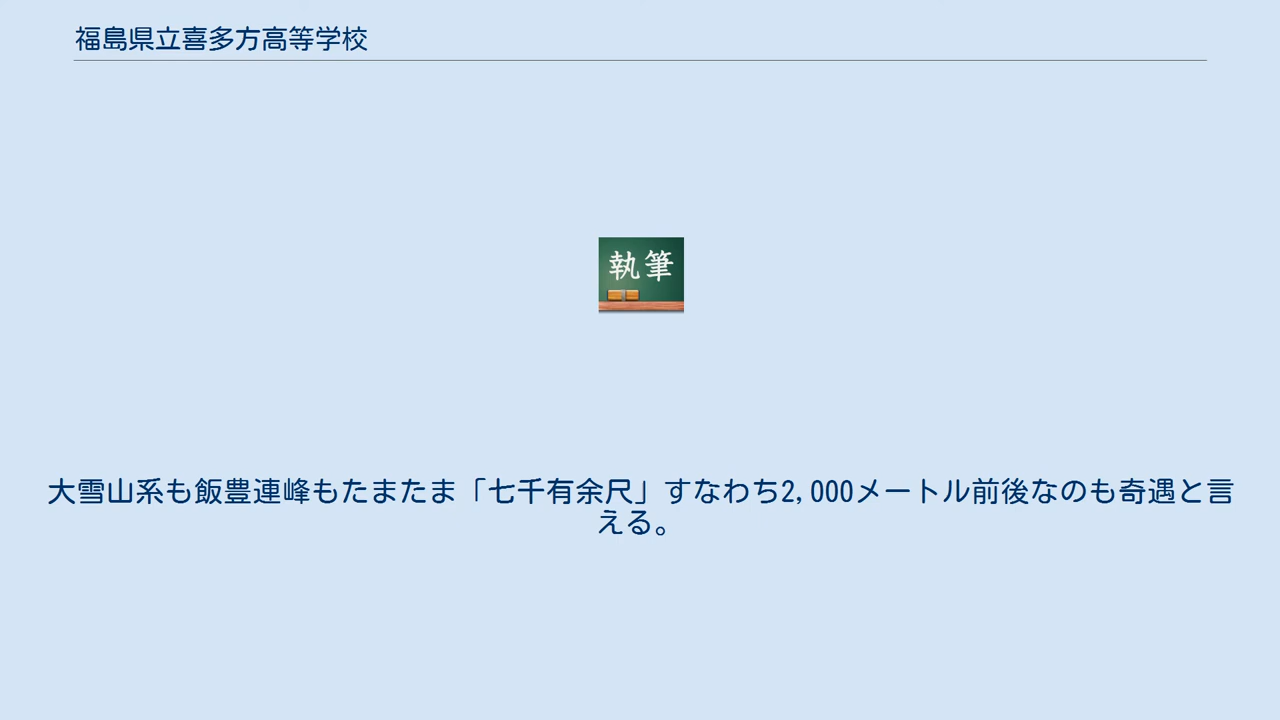 福島県立喜多方高等学校
執筆
大雪山系も飯豊連峰もたまたま「七千有余尺」すなわち2,000メートル前後なのも奇遇と言
える。